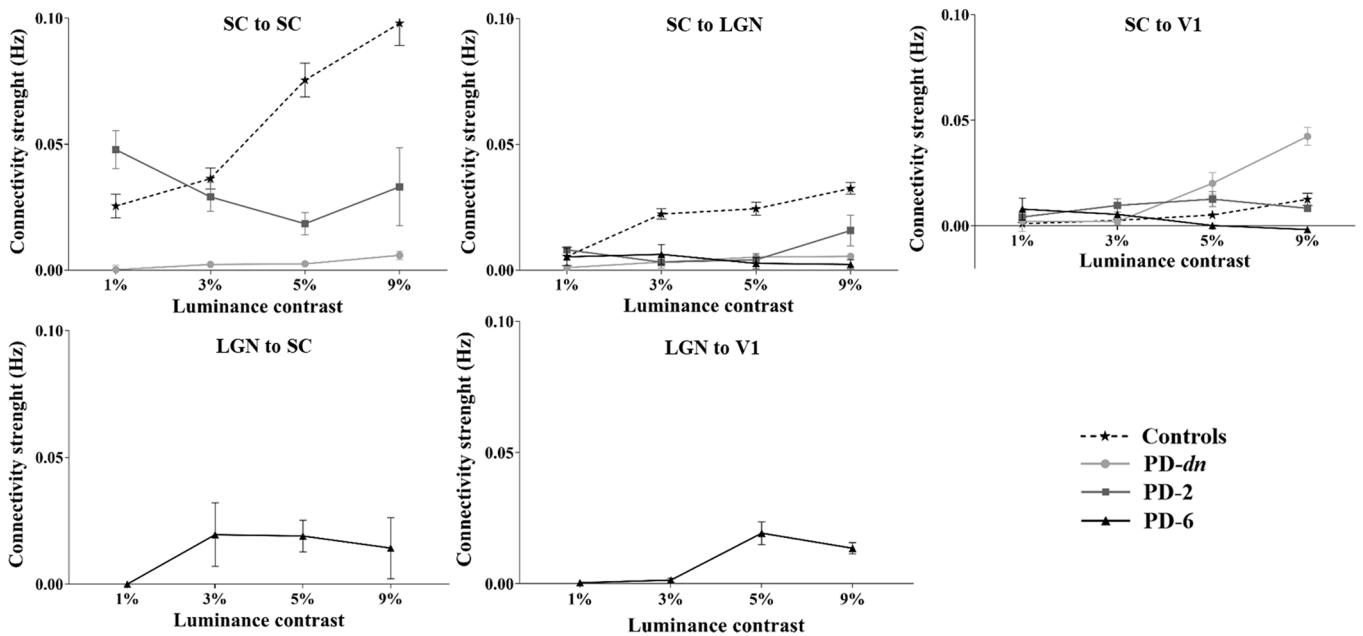 SC to SC
Connectivity strenght (Hz)
0.10
0.05
0.00
1% 3% 5% 9%
Luminance contrast
SC to LGN
Connectivity strenght (Hz)
0.10
0.05
0.00
1% 3% 5% 9%
Luminance contrast
SC to V1
Connectivity strenght (Hz)
0.10
0.05
0.00
1% 3% 5% 9%
Luminance contrast
LGN to SC
Connectivity strenght (Hz)
0.10
0.05
0.00
1% 3% 5% 9%
Luminance contrast
LGN to V1
Connectivity strenght (Hz)
0.10
0.05
0.00
1% 3% 5% 9%
Luminance contrast
Controls
PD-dn
PD-2
PD-6